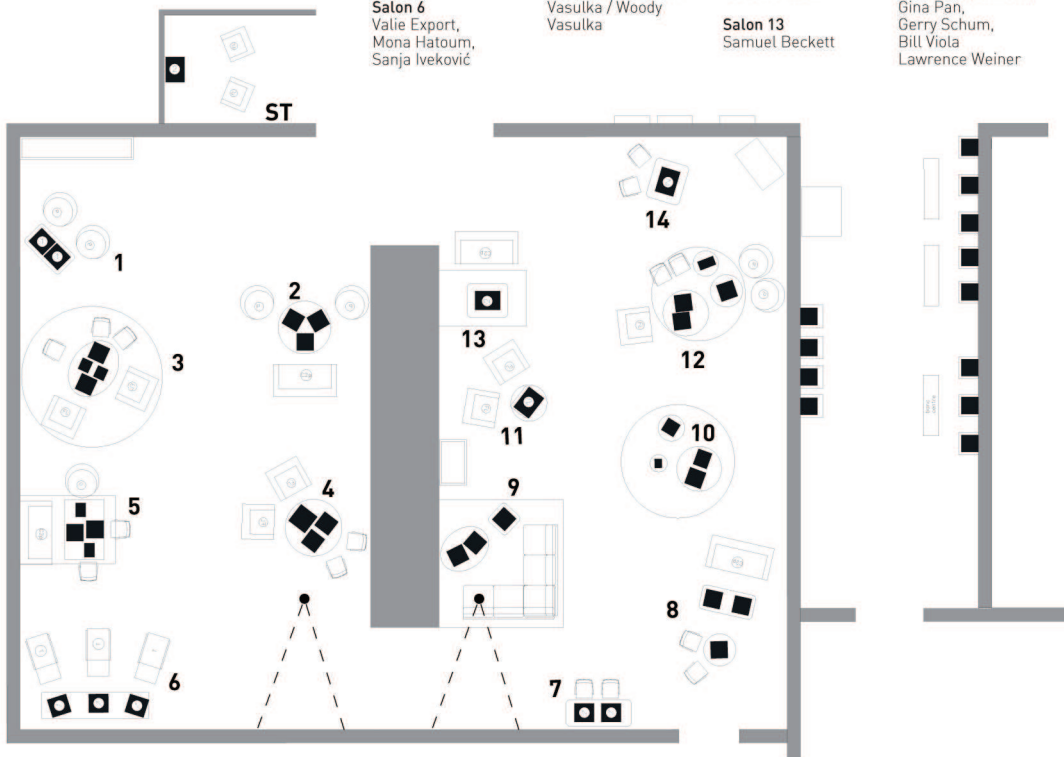 Salon 6
Valie Export,
Mona Hatoum,
Sanja Iveković
Vasulka / Woody
Vasulka
Salon 13
Samuel Beckett
Gina Pan,
Gerry Schum,
Bill Viola
Lawrence Weiner
ST
1
2
3
4
5
6
7
8
9
10
11
12
13
14